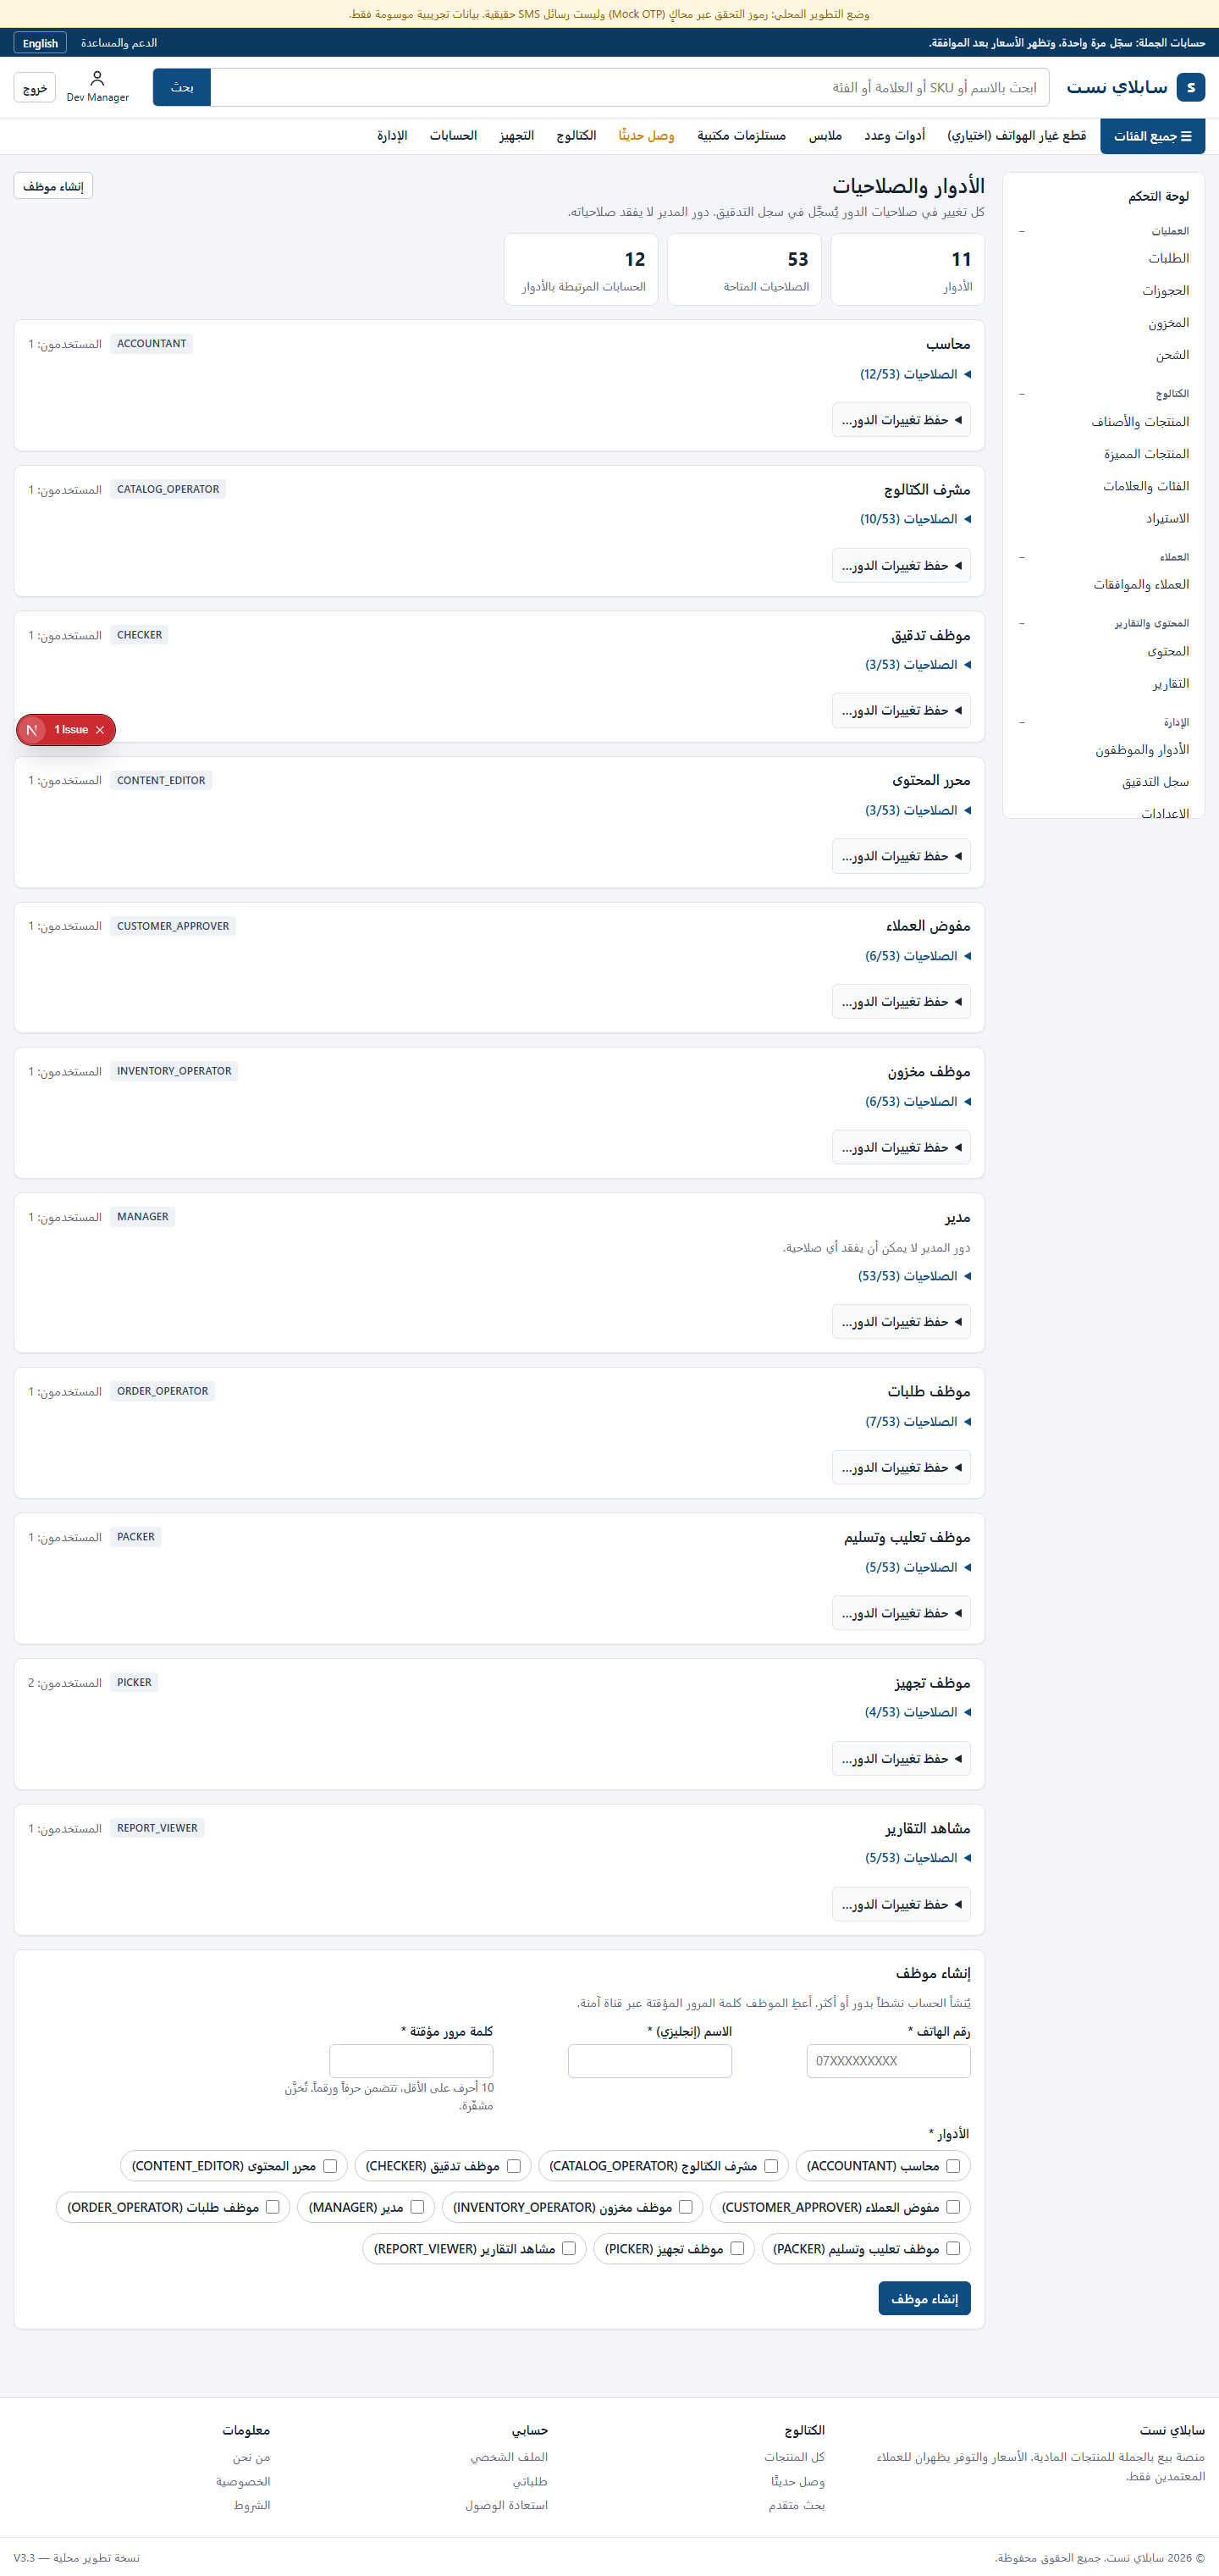 وضع التطوير المحلي: رموز التحقق عبر محاكٍ (Mock OTP) وليست رسائل SMS حقيقية. بيانات تجريبية موسومة فقط.
حسابات الجملة: سجّل مرة واحدة، وتظهر الأسعار بعد الموافقة.
الدعم والمساعدة
English
S
سابلاي نست
ابحث بالاسم أو SKU أو العلامة أو الفئة
بحث
Dev Manager
خروج
☰ جميع الفئات
قطع غيار الهواتف (اختياري)
أدوات وعدد
ملابس
مستلزمات مكتبية
وصل حديثًا
الكتالوج
التجهيز
الحسابات
الإدارة
لوحة التحكم
العمليات –
الطلبات
الحجوزات
المخزون
الشحن
الكتالوج –
المنتجات والأصناف
المنتجات المميزة
الفئات والعلامات
الاستيراد
العملاء –
العملاء والموافقات
المحتوى والتقارير –
المحتوى
التقارير
الإدارة –
الأدوار والموظفون
سجل التدقيق
الإعدادات
الأدوار والصلاحيات
إنشاء موظف
كل تغيير في صلاحيات الدور يُسجَّل في سجل التدقيق. دور المدير لا يفقد صلاحياته.
11
الأدوار
53
الصلاحيات المتاحة
12
الحسابات المرتبطة بالأدوار
محاسب
ACCOUNTANT المستخدمون: 1
الصلاحيات (12/53)
حفظ تغييرات الدور...
مشرف الكتالوج
CATALOG_OPERATOR المستخدمون: 1
الصلاحيات (10/53)
حفظ تغييرات الدور...
موظف تدقيق
CHECKER المستخدمون: 1
الصلاحيات (3/53)
حفظ تغييرات الدور...
N 1 Issue ×
محرر المحتوى
CONTENT_EDITOR المستخدمون: 1
الصلاحيات (3/53)
حفظ تغييرات الدور...
مفوض العملاء
CUSTOMER_APPROVER المستخدمون: 1
الصلاحيات (6/53)
حفظ تغييرات الدور...
موظف مخزون
INVENTORY_OPERATOR المستخدمون: 1
الصلاحيات (6/53)
حفظ تغييرات الدور...
مدير
MANAGER المستخدمون: 1
دور المدير لا يمكن أن يفقد أي صلاحية.
الصلاحيات (53/53)
حفظ تغييرات الدور...
موظف طلبات
ORDER_OPERATOR المستخدمون: 1
الصلاحيات (7/53)
حفظ تغييرات الدور...
موظف تعليب وتسليم
PACKER المستخدمون: 1
الصلاحيات (5/53)
حفظ تغييرات الدور...
موظف تجهيز
PICKER المستخدمون: 2
الصلاحيات (4/53)
حفظ تغييرات الدور...
مشاهد التقارير
REPORT_VIEWER المستخدمون: 1
الصلاحيات (5/53)
حفظ تغييرات الدور...
إنشاء موظف
يُنشأ الحساب نشطاً بدور أو أكثر. أعطِ الموظف كلمة المرور المؤقتة عبر قناة آمنة.
رقم الهاتف *
07XXXXXXXXX
الاسم (إنجليزي) *
كلمة مرور مؤقتة *
10 أحرف على الأقل، تتضمن حرفاً ورقماً. تُخزَّن مشفّرة.
الأدوار *
محاسب (ACCOUNTANT)
مشرف الكتالوج (CATALOG_OPERATOR)
موظف تدقيق (CHECKER)
محرر المحتوى (CONTENT_EDITOR)
مفوض العملاء (CUSTOMER_APPROVER)
موظف مخزون (INVENTORY_OPERATOR)
مدير (MANAGER)
موظف طلبات (ORDER_OPERATOR)
موظف تعليب وتسليم (PACKER)
موظف تجهيز (PICKER)
مشاهد التقارير (REPORT_VIEWER)
إنشاء موظف
سابلاي نست
منصة بيع بالجملة للمنتجات المادية. الأسعار والتوفر يظهران للعملاء المعتمدين فقط.
الكتالوج
كل المنتجات
وصل حديثًا
بحث متقدم
حسابي
الملف الشخصي
طلباتي
استعادة الوصول
معلومات
من نحن
الخصوصية
الشروط
© 2026 سابلاي نست. جميع الحقوق محفوظة.
نسخة تطوير محلية — V3.3